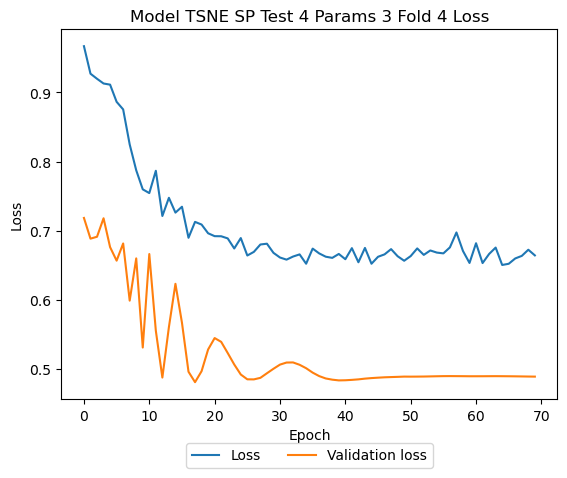 Model TSNE SP Test 4 Params 3 Fold 4 Loss
Loss
0.9
0.8
0.7
0.6
0.5
0 10 20 30 40 50 60 70
Epoch
Loss Validation loss